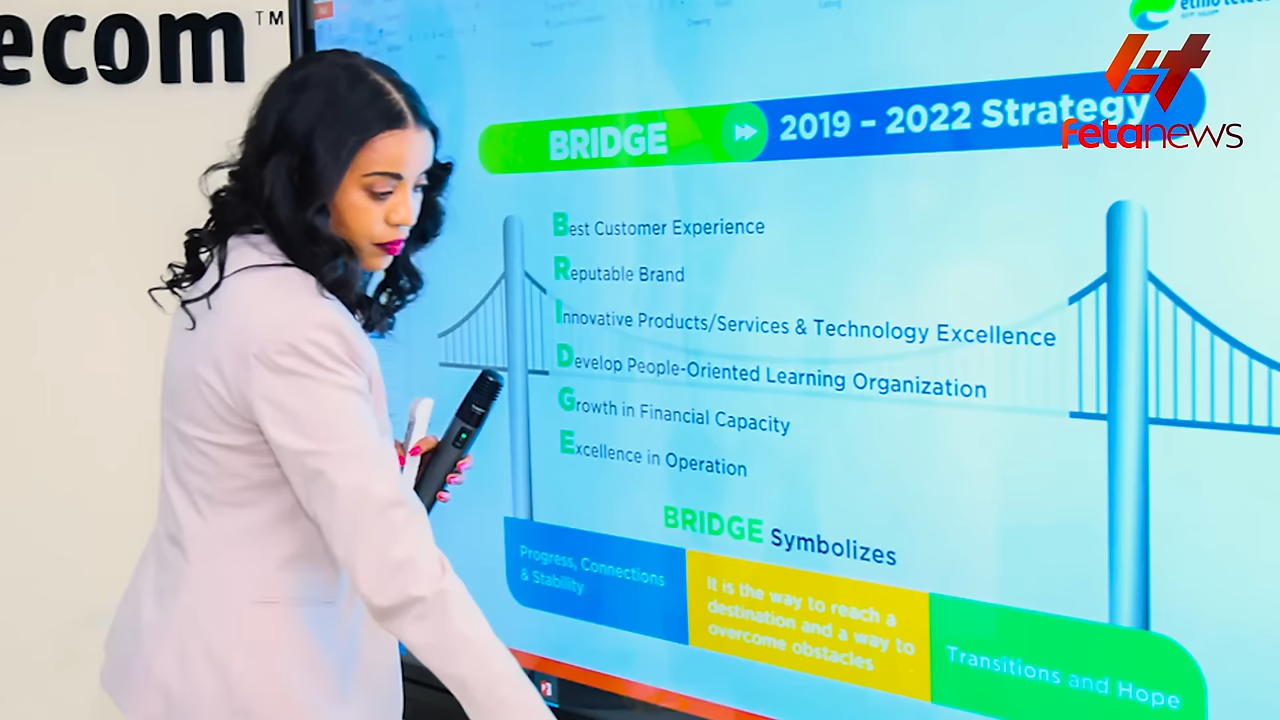 ecom™
ethio telecom
fetanews
BRIDGE
2019 – 2022 Strategy
Best Customer Experience
Reputable Brand
Innovative Products/Services & Technology Excellence
Develop People-Oriented Learning Organization
Growth in Financial Capacity
Excellence in Operation
BRIDGE Symbolizes
Progress, Connections
& Stability
It is the way to reach a
destination and a way to
overcome obstacles
Transitions and Hope